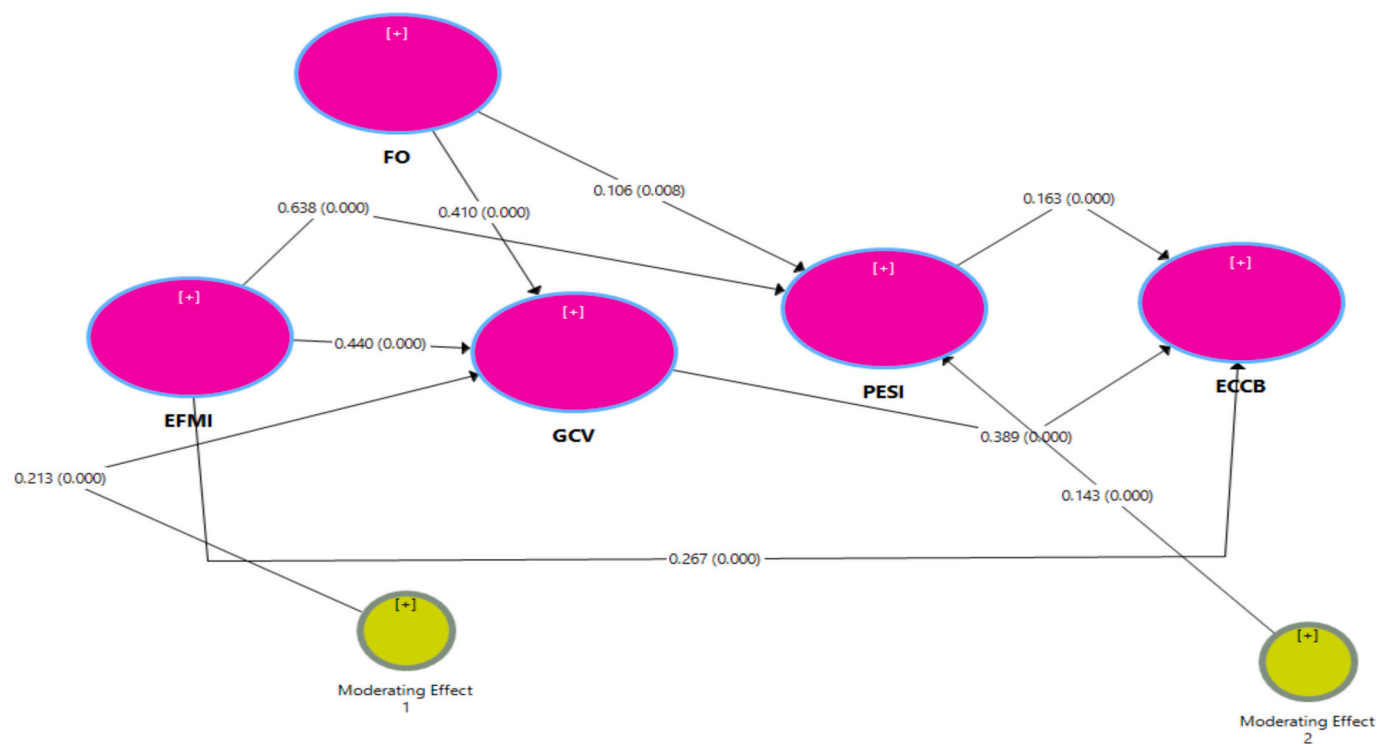 [+]
FO
0.106 (0.008)
0.163 (0.000)
0.638 (0.000)
0.410 (0.000)
[+]
[+]
[+]
[+]
0.440 (0.000)
PESI
ECCB
EFMI
GCV
0.389 (0.000)
0.213 (0.000)
0.143 (0.000)
0.267 (0.000)
[+]
Moderating Effect
1
[+]
Moderating Effect
2